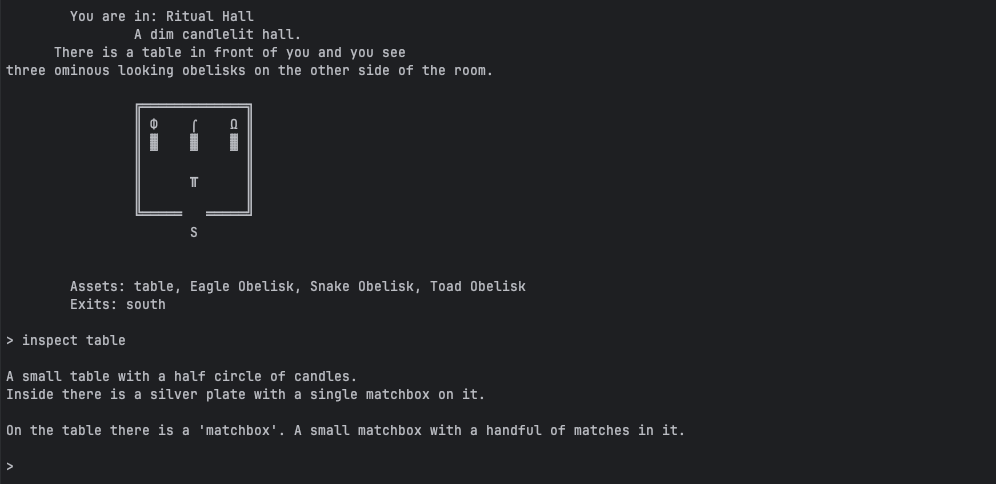 You are in: Ritual Hall
A dim candlelit hall.
There is a table in front of you and you see
three ominous looking obelisks on the other side of the room.
Φ ⌠ Ω
╥
S
Assets: table, Eagle Obelisk, Snake Obelisk, Toad Obelisk
Exits: south
> inspect table
A small table with a half circle of candles.
Inside there is a silver plate with a single matchbox on it.
On the table there is a 'matchbox'. A small matchbox with a handful of matches in it.
>